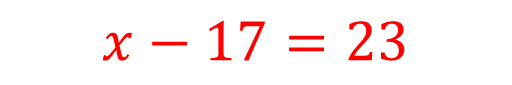 x − 17 = 23